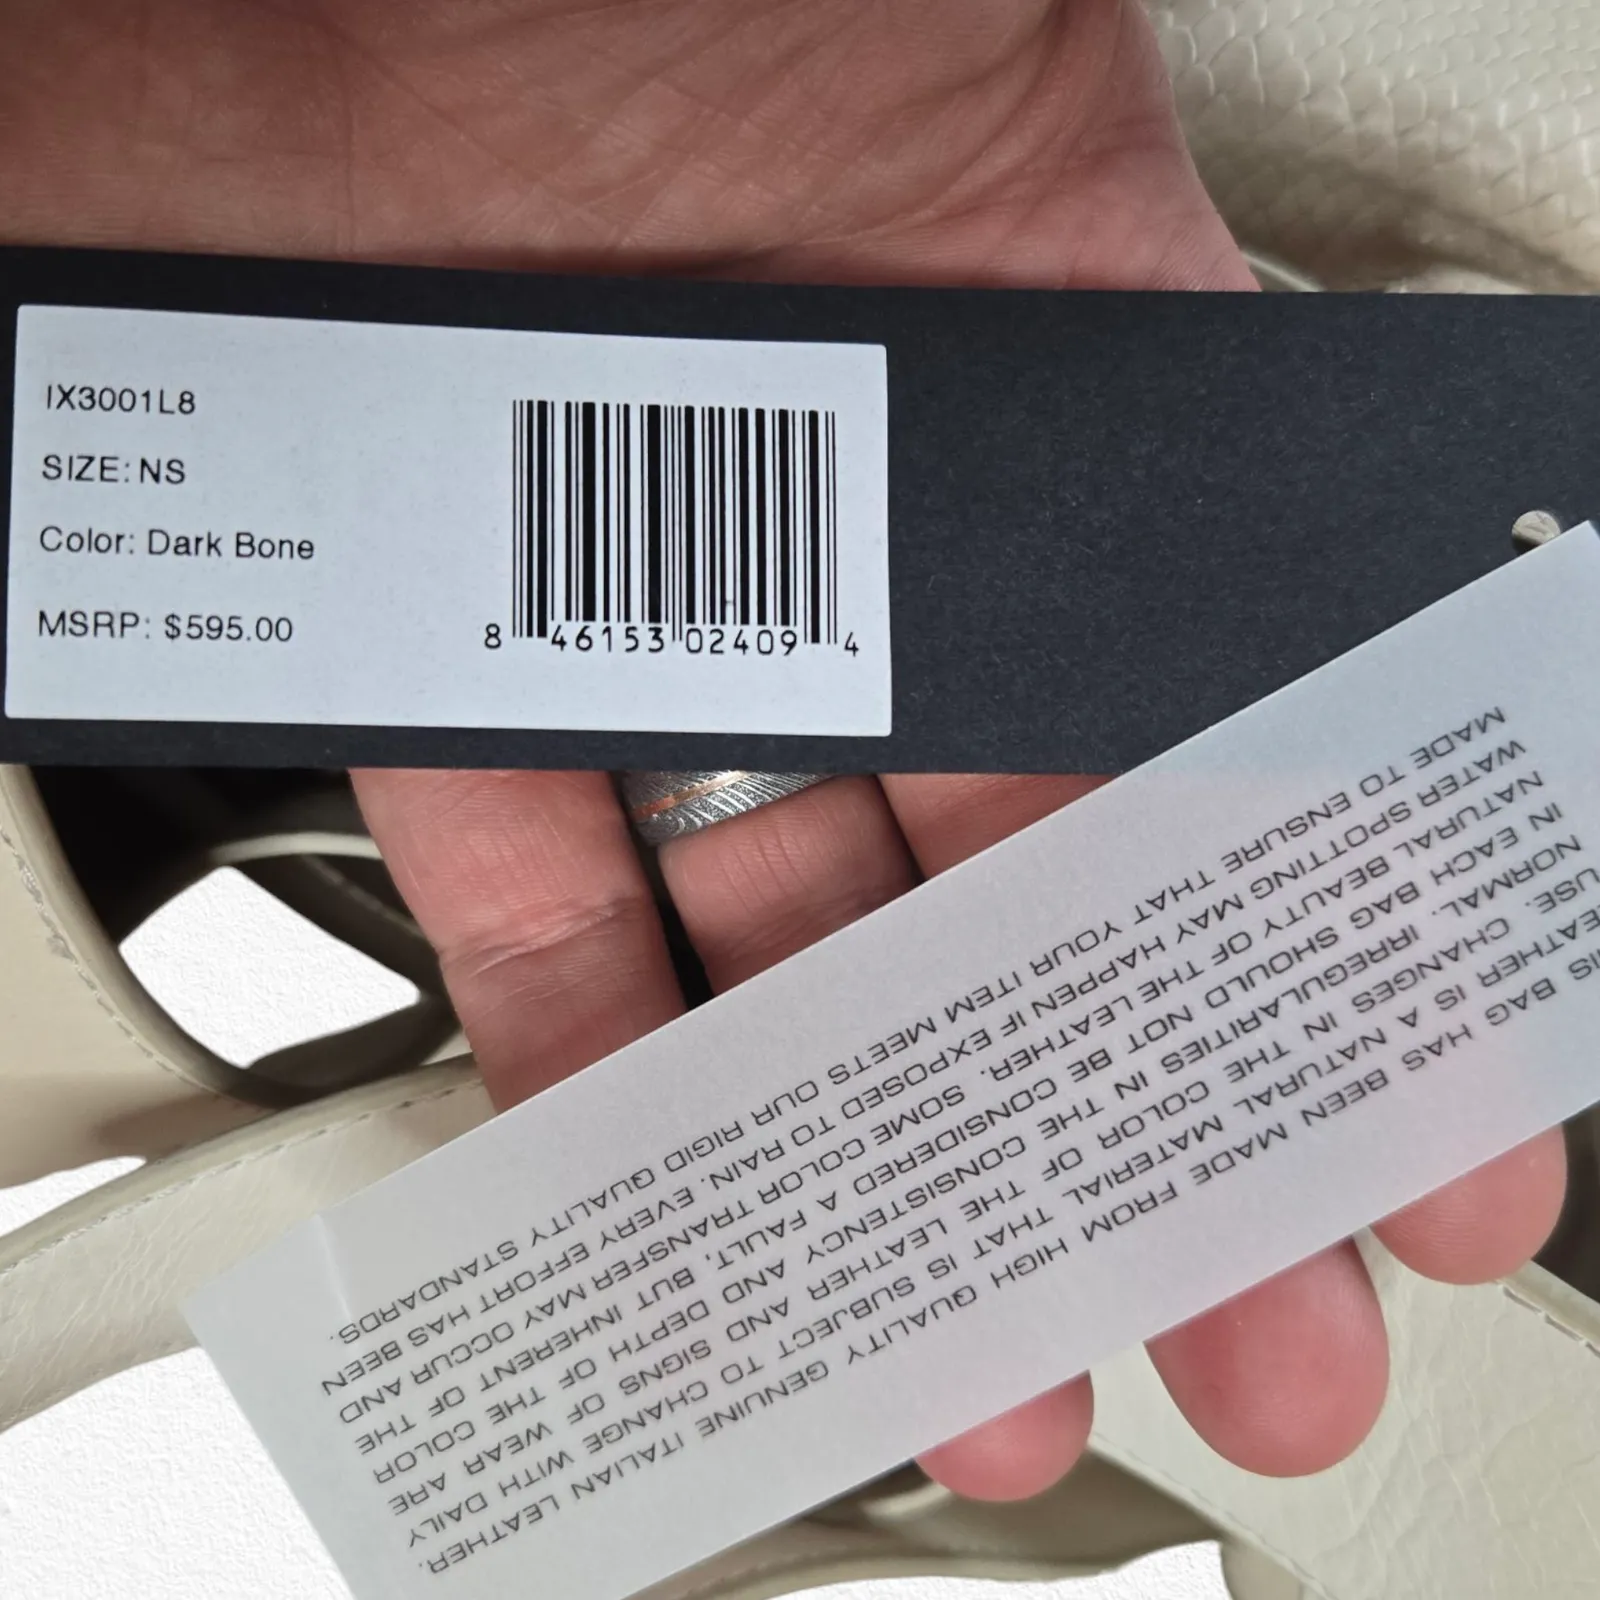 IX3001L8
SIZE: NS
Color: Dark Bone
MSRP: $595.00
8 46153 02409 4
BAG HAS BEEN MADE FROM HIGH QUALITY GENUINE ITALIAN LEATHER.
IS A NATURAL MATERIAL THAT IS SUBJECT TO CHANGE WITH DAILY
USE. CHANGES IN THE COLOR OF THE LEATHER AND SIGNS OF WEAR ARE
NORMAL. IRREGULARITIES IN THE CONSISTENCY AND DEPTH OF THE COLOR
IN EACH BAG SHOULD NOT BE CONSIDERED A FAULT, BUT INHERENT OF THE
NATURAL BEAUTY OF THE LEATHER. SOME COLOR TRANSFER MAY OCCUR AND
WATER SPOTTING MAY HAPPEN IF EXPOSED TO RAIN. EVERY EFFORT HAS BEEN
MADE TO ENSURE THAT YOUR ITEM MEETS OUR RIGID QUALITY STANDARDS.